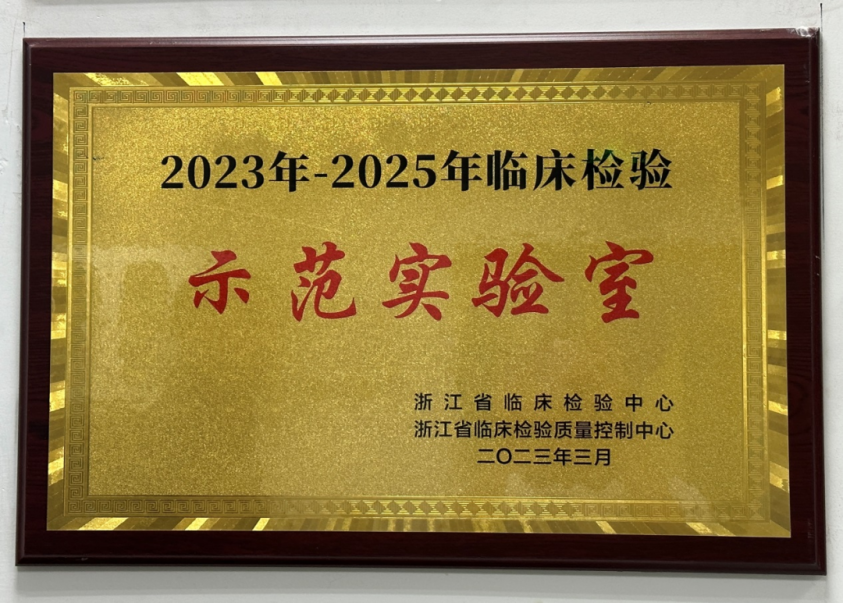 2023年-2025年临床检验
示范实验室
浙江省临床检验中心
浙江省临床检验质量控制中心
二〇二三年三月